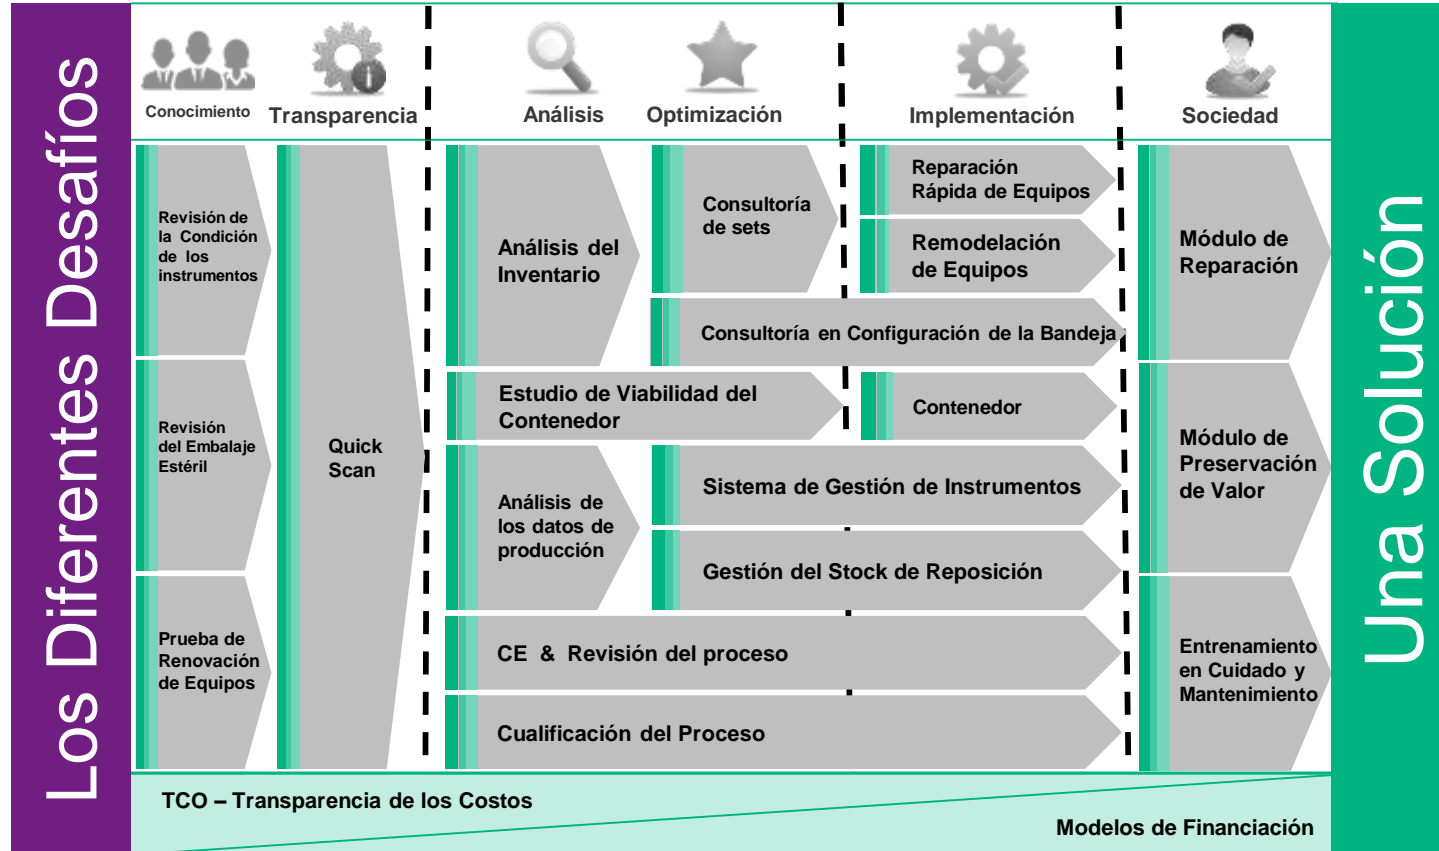 Los Diferentes Desafíos
Conocimiento
Transparencia
Análisis
Optimización
Implementación
Sociedad
Revisión de
la Condición
de los
instrumentos
Revisión
del Embalaje
Estéril
Prueba de
Renovación
de Equipos
Quick
Scan
Análisis del
Inventario
Consultoría
de sets
Reparación
Rápida de Equipos
Remodelación
de Equipos
Consultoría en Configuración de la Bandeja
Estudio de Viabilidad del
Contenedor
Contenedor
Análisis de
los datos de
producción
Sistema de Gestión de Instrumentos
Gestión del Stock de Reposición
CE & Revisión del proceso
Cualificación del Proceso
Módulo de
Reparación
Módulo de
Preservación
de Valor
Entrenamiento
en Cuidado y
Mantenimiento
TCO – Transparencia de los Costos
Modelos de Financiación
Una Solución